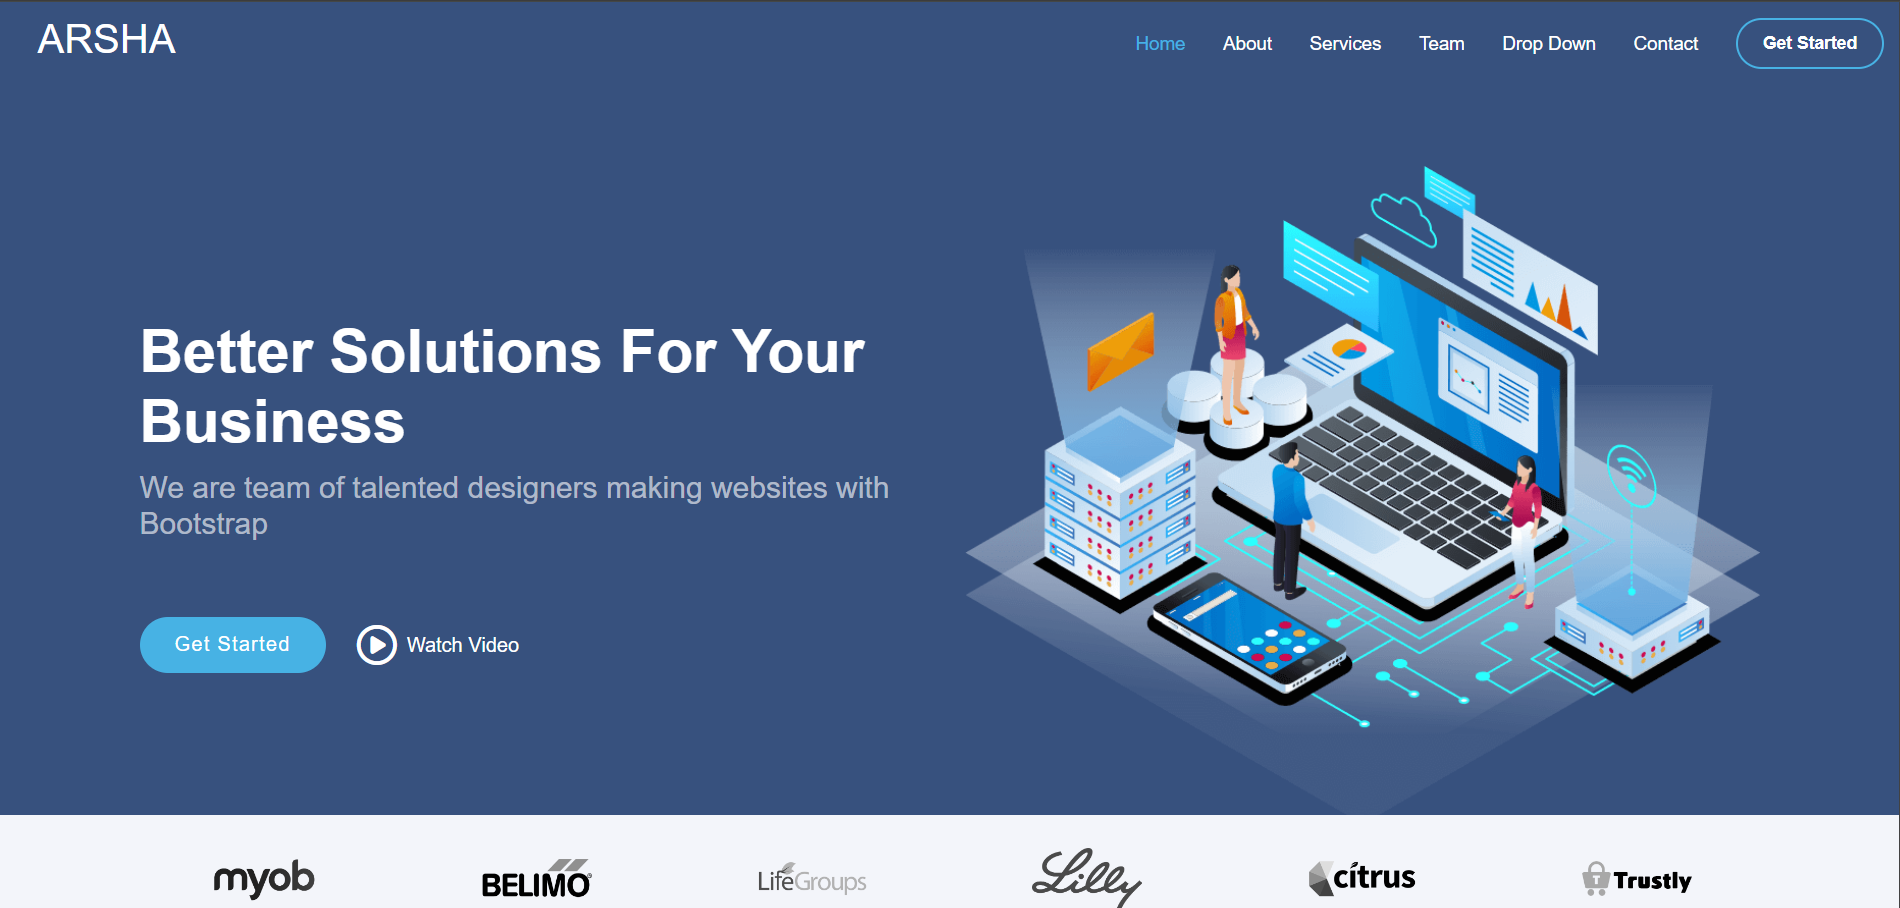 ARSHA
Home About Services Team Drop Down Contact Get Started
Better Solutions For Your
Business
We are team of talented designers making websites with
Bootstrap
Get Started Watch Video
myob BELIMO LifeGroups Lilly citrus Trustly